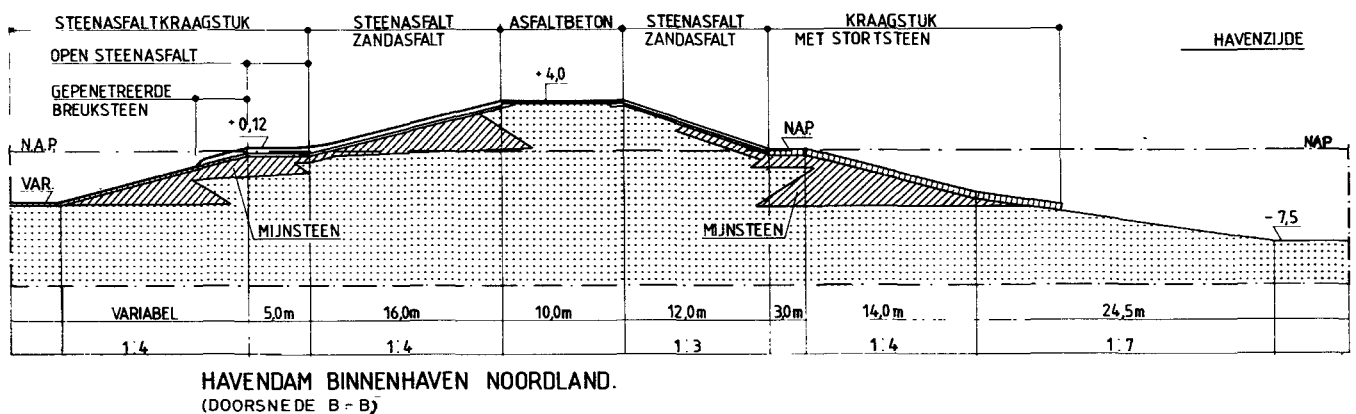 STEENASFALTKRAAGSTUK
STEENASFALT
ZANDASFALT
ASFALTBETON
STEENASFALT
ZANDASFALT
KRAAGSTUK
MET STORTSTEEN
HAVENZIJDE
OPEN STEENASFALT
GEPENETREERDE
BREUKSTEEN
+ 4,0
+ 0,12
N.A.P.
NAP
NAP
VAR.
MIJNSTEEN
MIJNSTEEN
- 7,5
VARIABEL 5,0m 16,0m 10,0m 12,0m 3,0m 14,0m 24,5m
1:4 1:4 1:3 1:4 1:7
HAVENDAM BINNENHAVEN NOORDLAND.
(DOORSNEDE B-B)